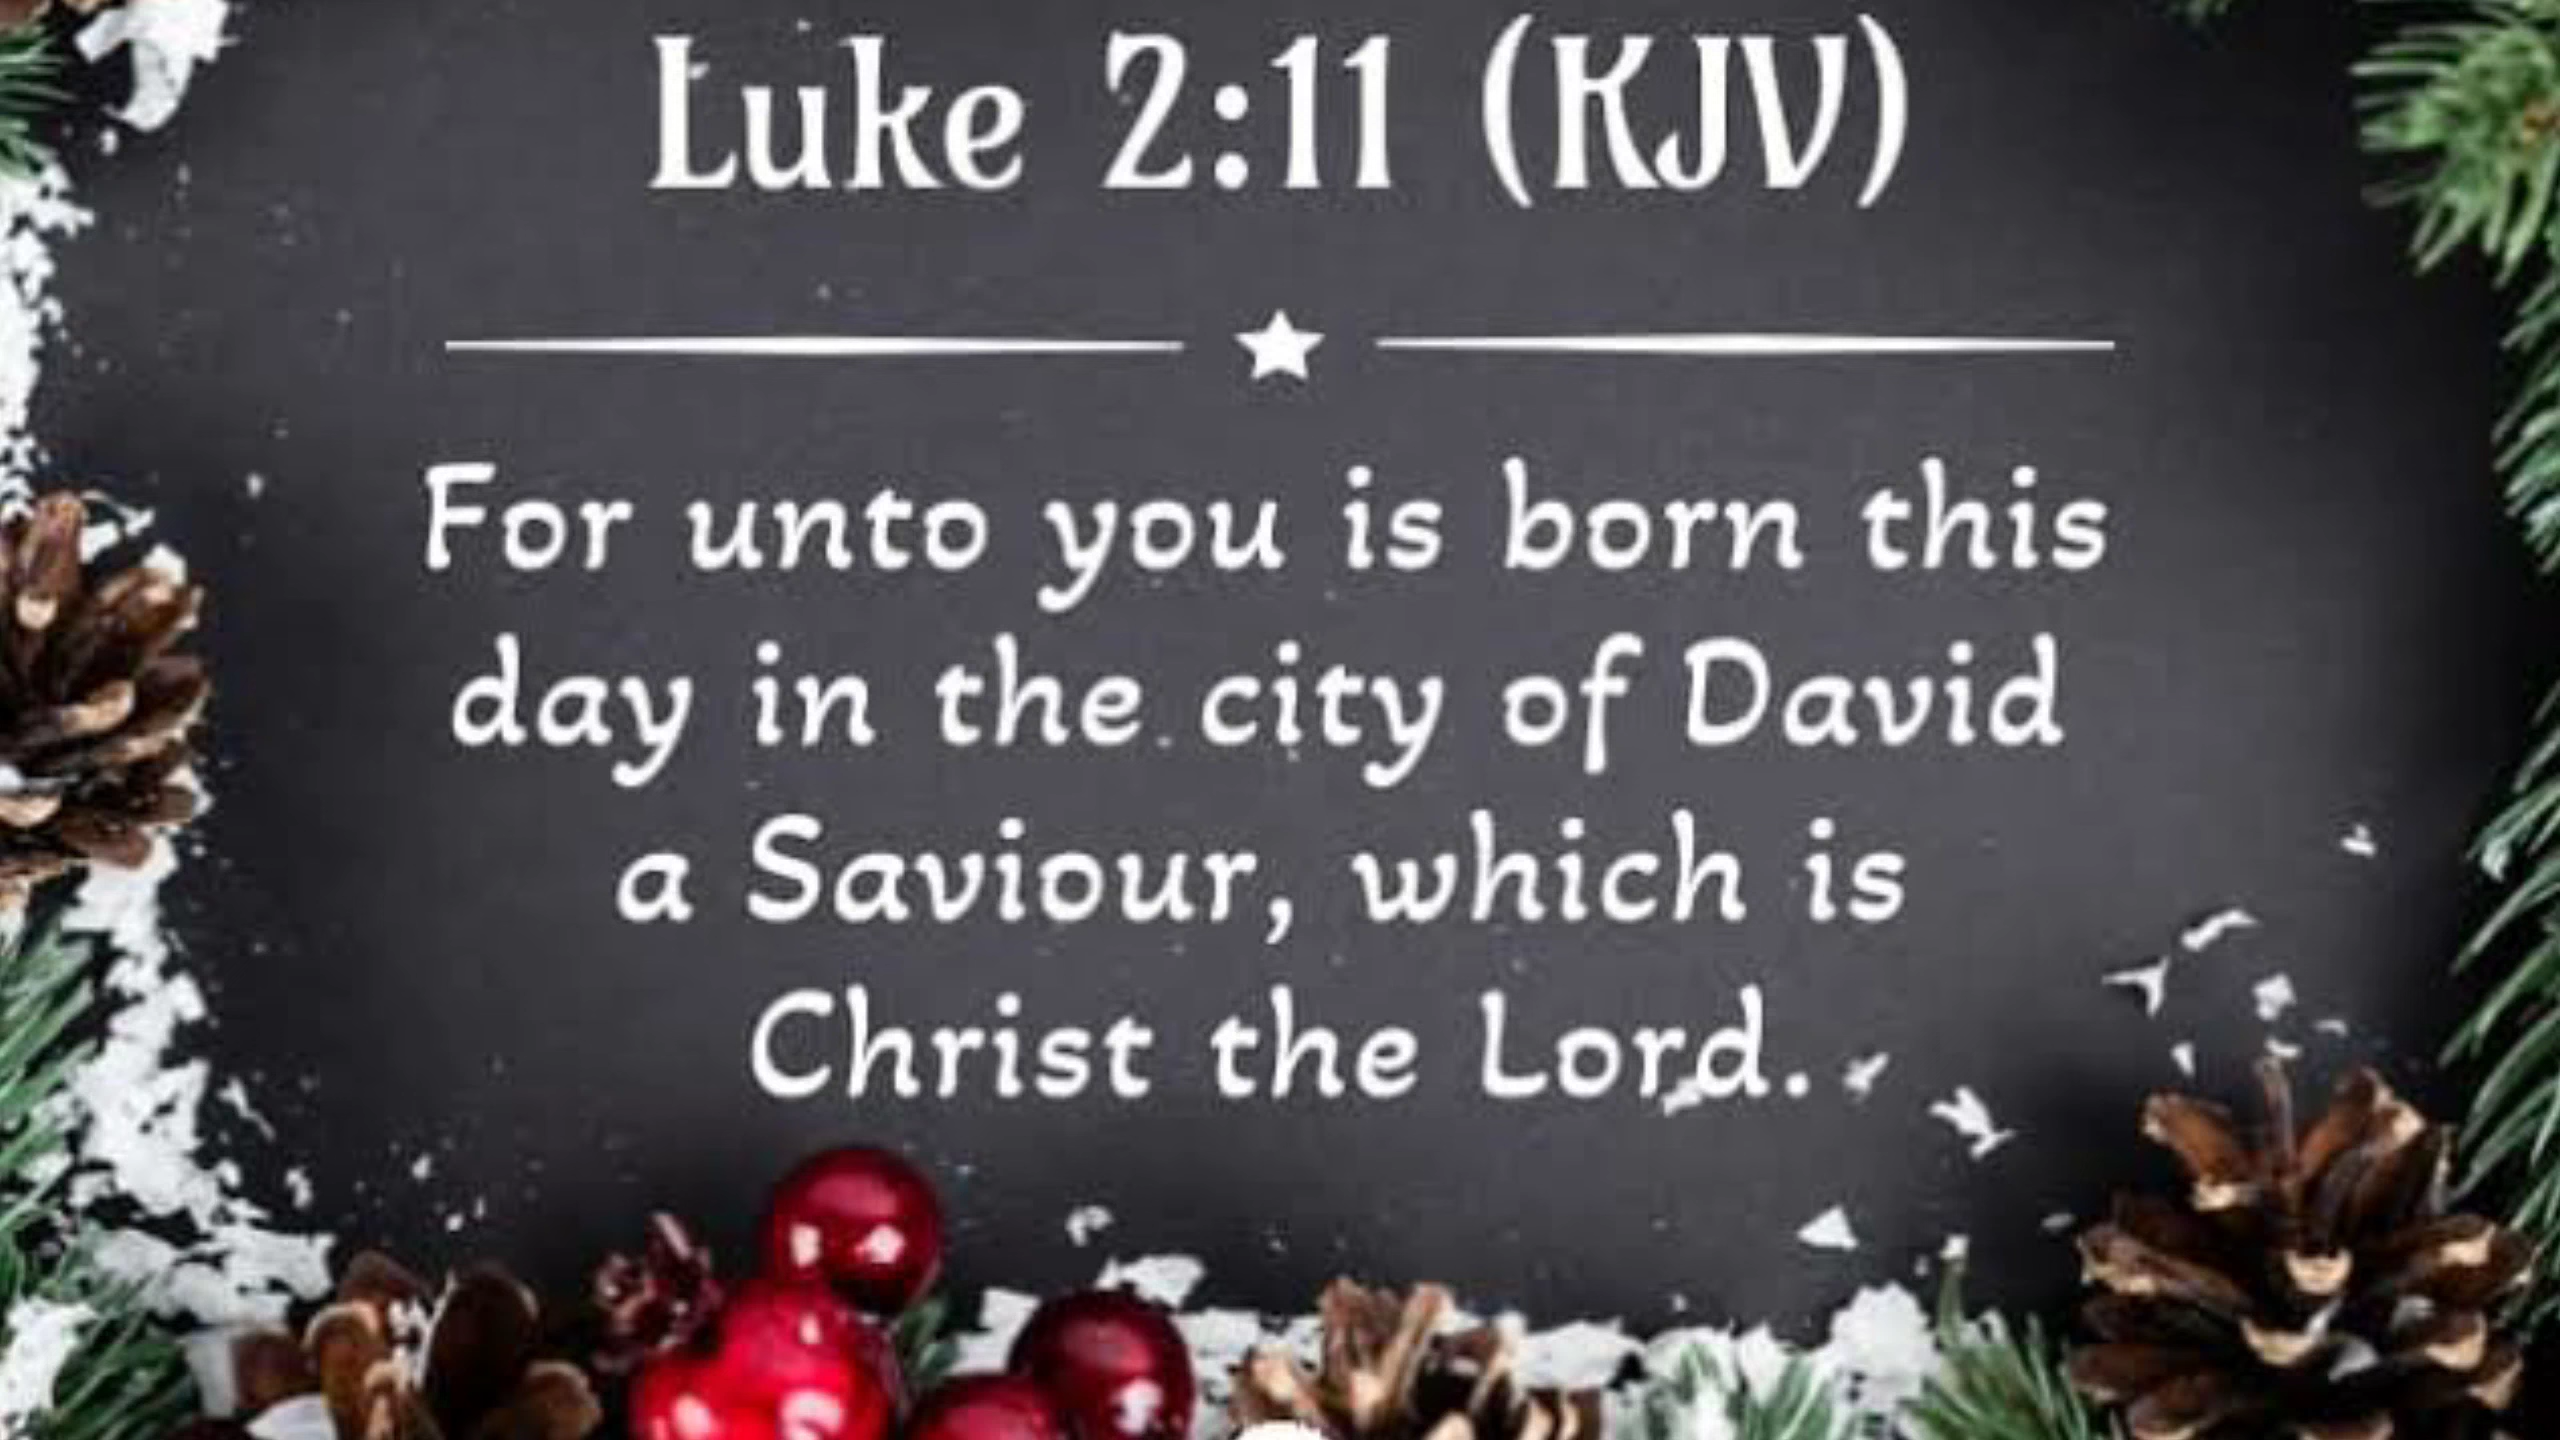 Luke 2:11 (KJV)
For unto you is born this
day in the city of David
a Saviour, which is
Christ the Lord.